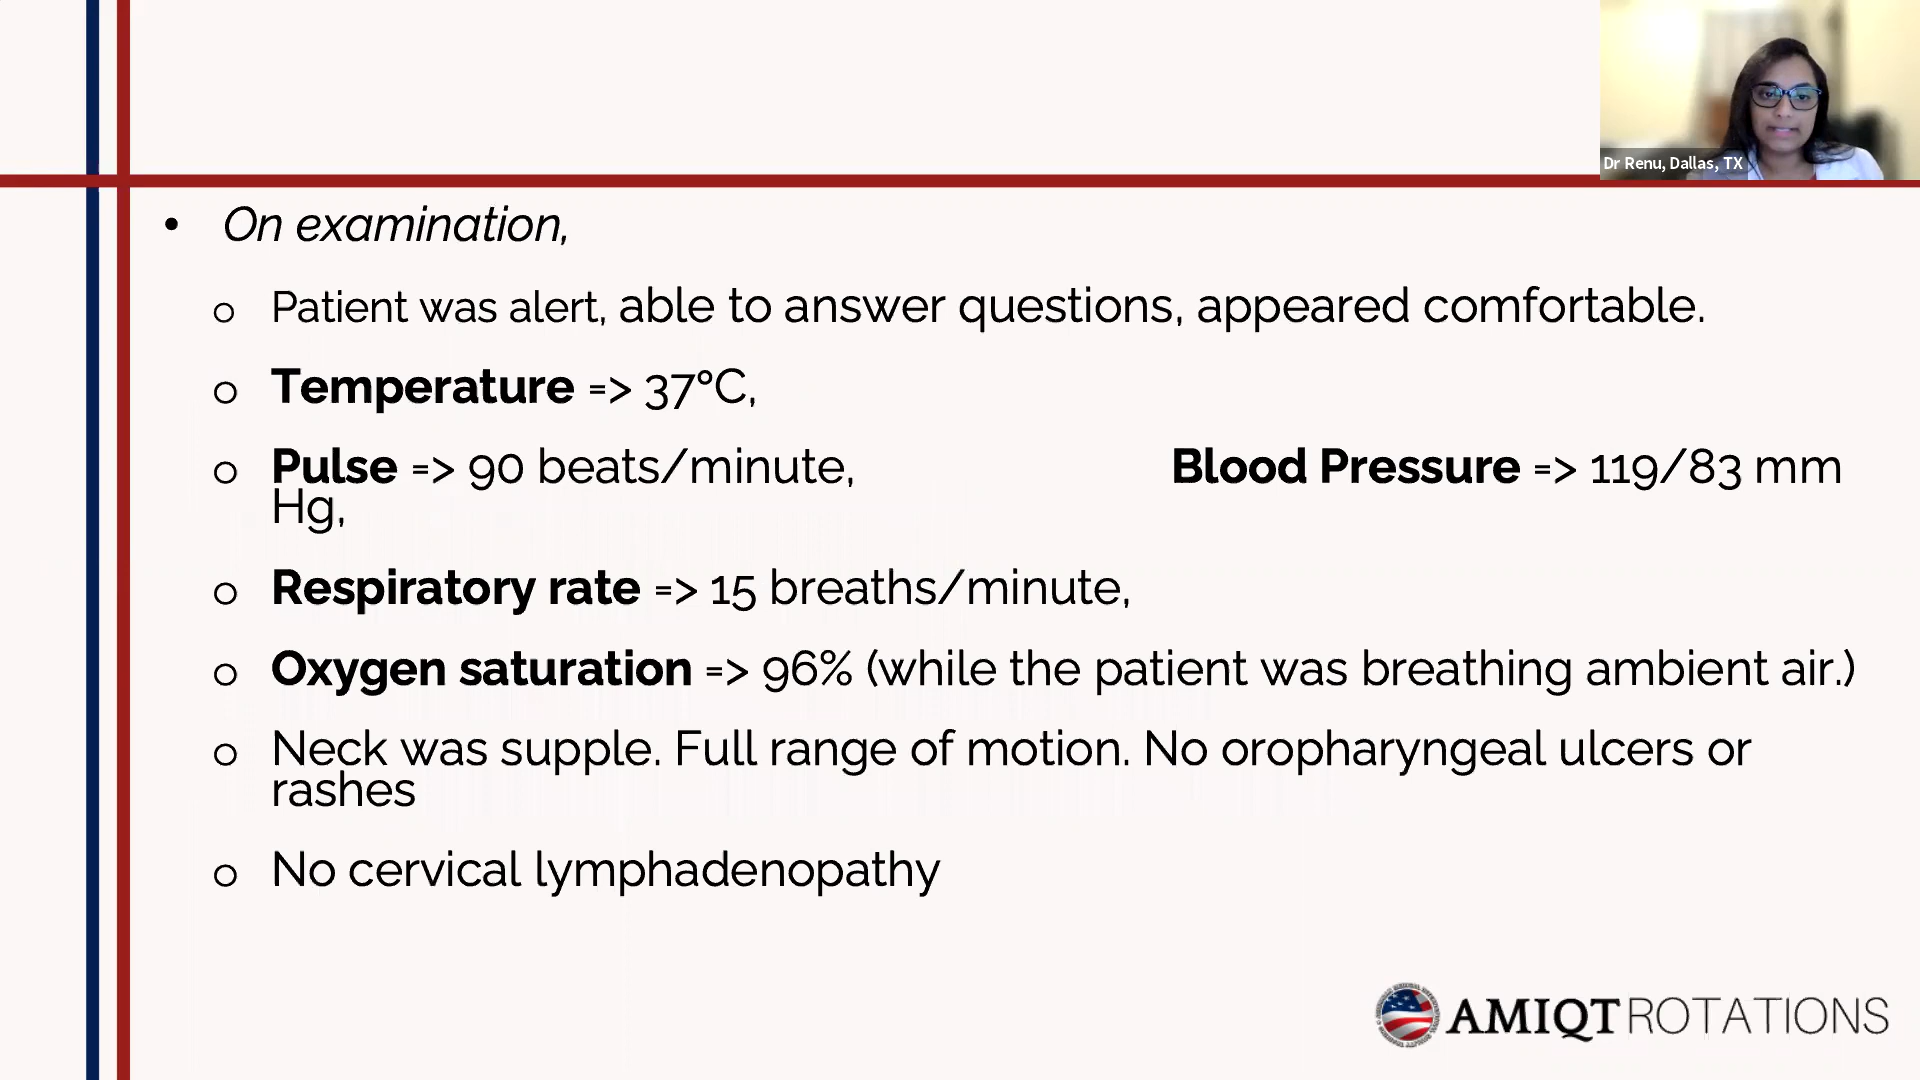 Dr Renu, Dallas, TX
• On examination,
o Patient was alert, able to answer questions, appeared comfortable.
o Temperature => 37°C,
o Pulse => 90 beats/minute, Blood Pressure => 119/83 mm
Hg,
o Respiratory rate => 15 breaths/minute,
o Oxygen saturation => 96% (while the patient was breathing ambient air.)
o Neck was supple. Full range of motion. No oropharyngeal ulcers or
rashes
o No cervical lymphadenopathy
AMIQT ROTATIONS